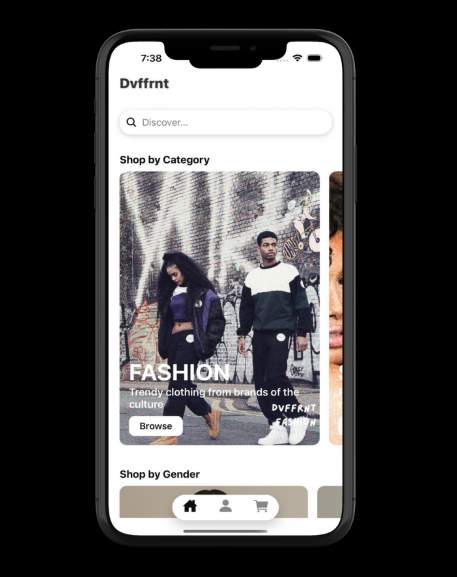 7:38
Dvffrnt
Discover...
Shop by Category
FASHION
Trendy clothing from brands of the
culture
DVFFRNT
FASHION
Browse
Shop by Gender